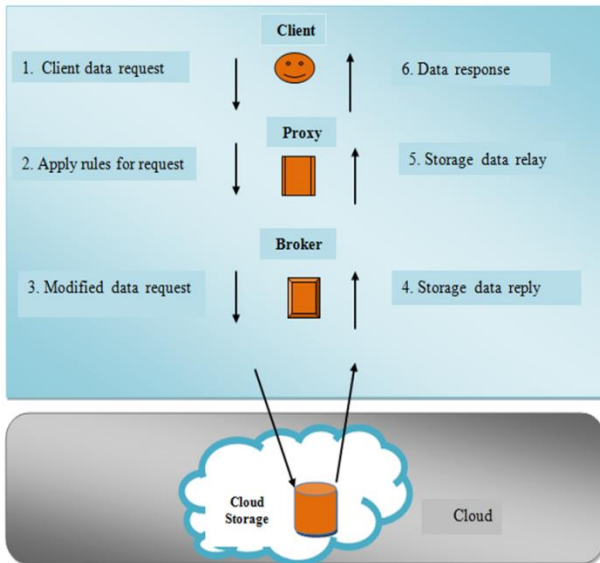 Client
1. Client data request
6. Data response
Proxy
2. Apply rules for request
5. Storage data relay
Broker
3. Modified data request
4. Storage data reply
Cloud
Storage
Cloud